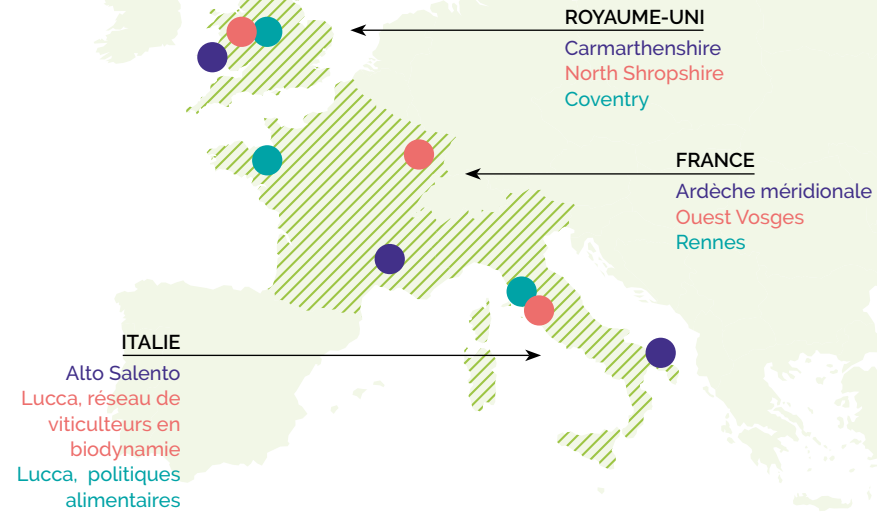 ROYAUME-UNI
Carmarthenshire
North Shropshire
Coventry
FRANCE
Ardèche méridionale
Ouest Vosges
Rennes
ITALIE
Alto Salento
Lucca, réseau de
viticulteurs en
biodynamie
Lucca, politiques
alimentaires